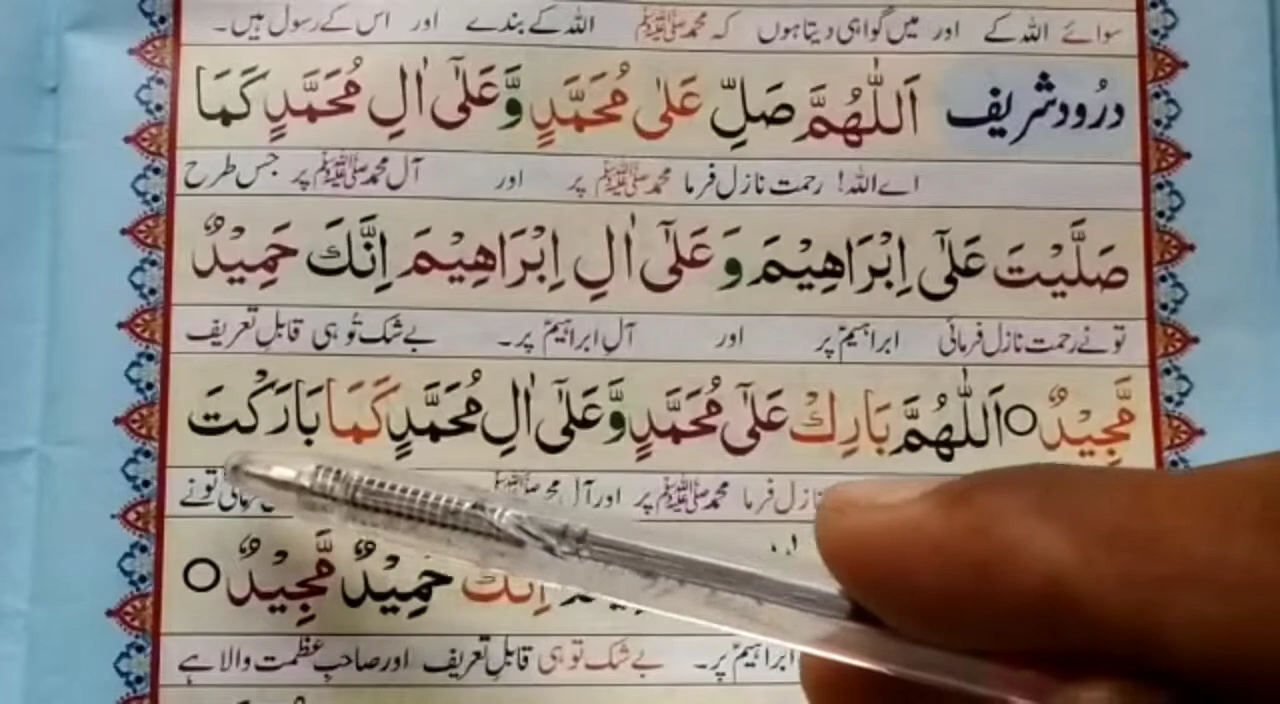 سوائے اللہ کے اور میں گواہی دیتا ہوں کہ محمد ﷺ اللہ کے بندے اور اس کے رسول ہیں۔
درود شریف اَللّٰهُمَّ صَلِّ عَلٰى مُحَمَّدٍ وَّعَلٰٓى اٰلِ مُحَمَّدٍ كَمَا
اے اللہ! رحمت نازل فرما محمد ﷺ پر اور آل محمد ﷺ پر جس طرح
صَلَّيْتَ عَلٰٓى اِبْرَاهِيْمَ وَعَلٰٓى اٰلِ اِبْرَاهِيْمَ اِنَّكَ حَمِيْدٌ
تو نے رحمت نازل فرمائی ابراہیمؑ پر اور آلِ ابراہیمؑ پر۔ بے شک تُو ہی قابلِ تعریف
مَّجِيْدٌ ○ اَللّٰهُمَّ بَارِكْ عَلٰى مُحَمَّدٍ وَّعَلٰٓى اٰلِ مُحَمَّدٍ كَمَا بَارَكْتَ
نازل فرما محمد ﷺ پر اور آل تونے
اِنَّكَ حَمِيْدٌ مَّجِيْدٌ ○
ابراہیمؑ پر۔ بے شک تو ہی قابلِ تعریف اور صاحبِ عظمت والا ہے